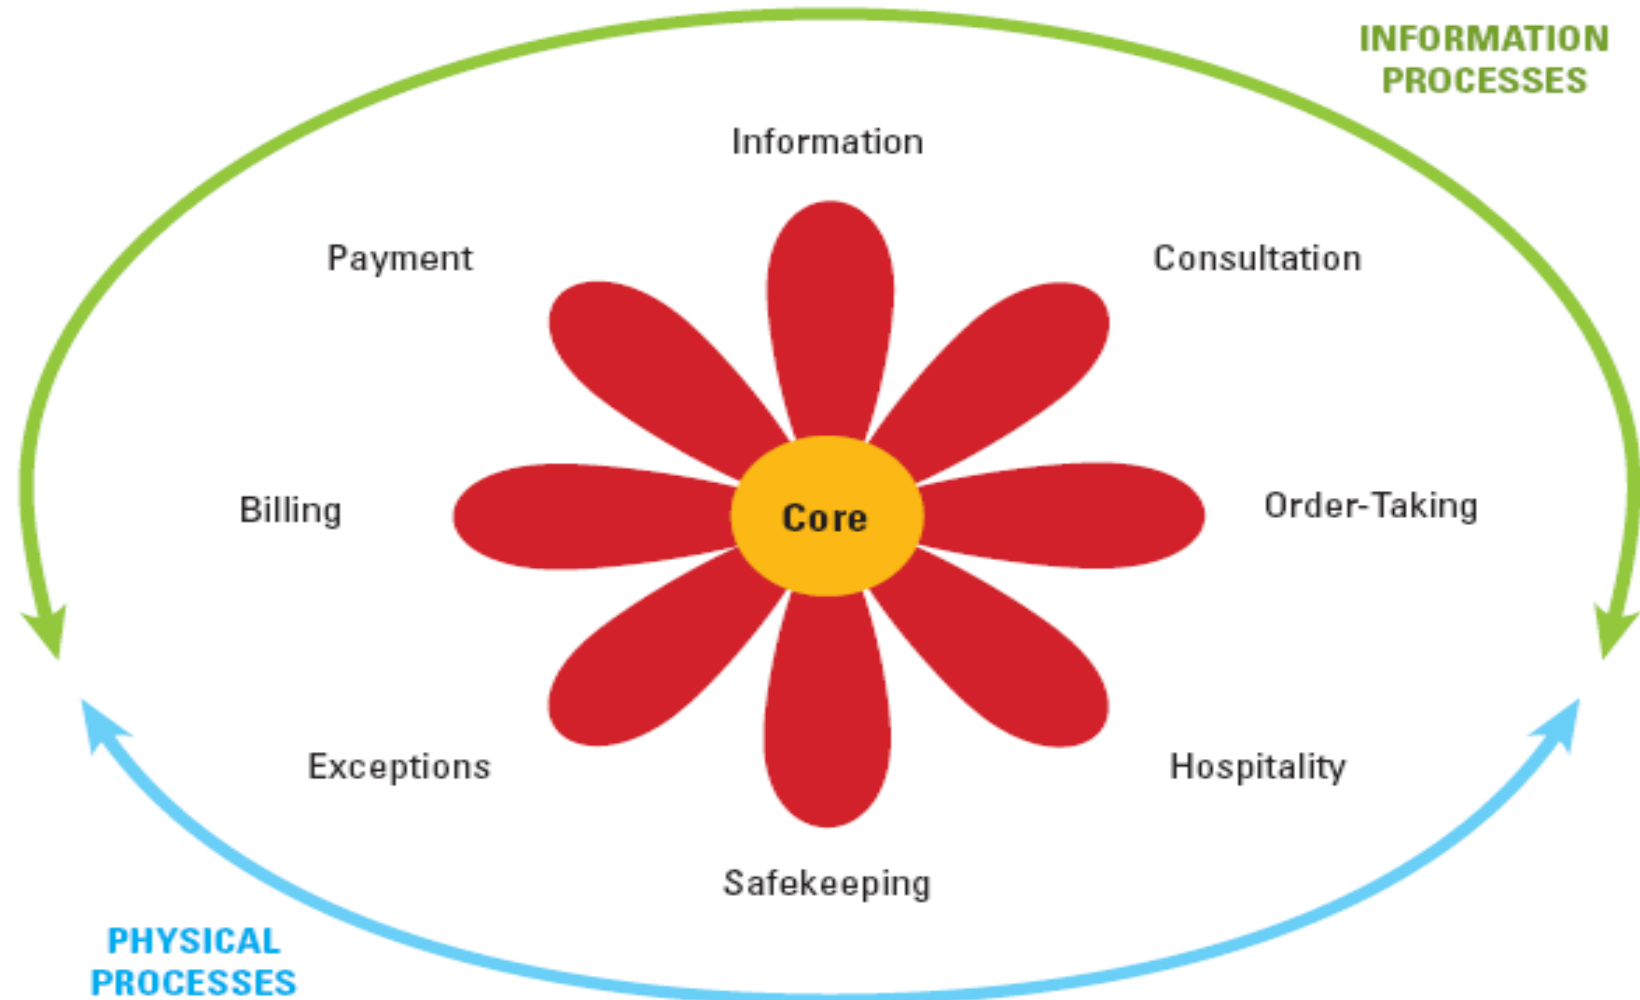 INFORMATION
PROCESSES
Information
Payment
Consultation
Billing
Core
Order-Taking
Exceptions
Hospitality
Safekeeping
PHYSICAL
PROCESSES